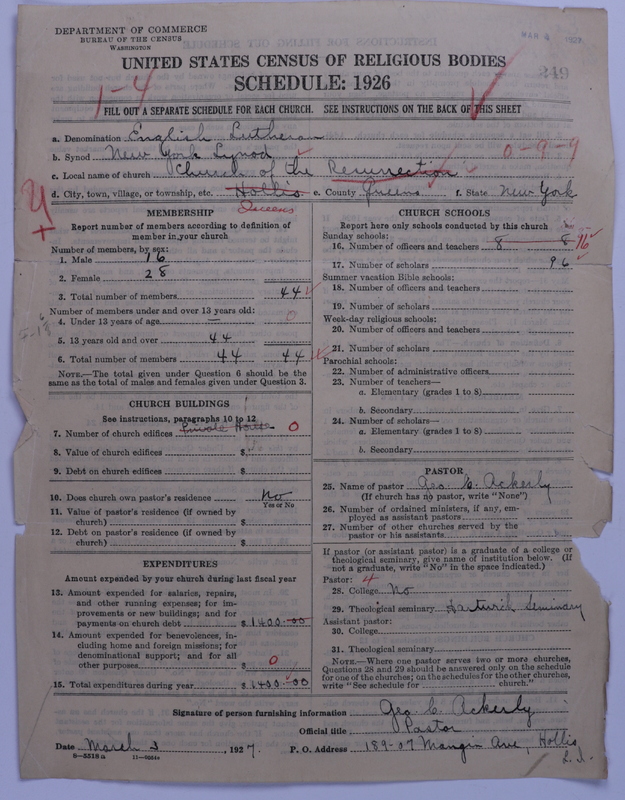 DEPARTMENT OF COMMERCE
BUREAU OF THE CENSUS
WASHINGTON
MAR 4 1927
249
UNITED STATES CENSUS OF RELIGIOUS BODIES
SCHEDULE: 1926
1-4
FILL OUT A SEPARATE SCHEDULE FOR EACH CHURCH. SEE INSTRUCTIONS ON THE BACK OF THIS SHEET
a. Denomination English Lutheran
b. Synod New York Synod 0-9-9
c. Local name of church Church of the Resurrection
d. City, town, village, or township, etc. Hollis e. County Queens f. State New York
Queens
MEMBERSHIP
Report number of members according to definition of
member in your church
Number of members, by sex:
1. Male 16
2. Female 28
3. Total number of members 44
Number of members under and over 13 years old:
4. Under 13 years of age — 0
5. 13 years old and over 44
6. Total number of members 44 44
NOTE.—The total given under Question 6 should be the
same as the total of males and females given under Question 3.
CHURCH BUILDINGS
See instructions, paragraphs 10 to 12
7. Number of church edifices Private House 0
8. Value of church edifices $
9. Debt on church edifices $
10. Does church own pastor's residence No
Yes or No
11. Value of pastor's residence (if owned by
church) $
12. Debt on pastor's residence (if owned by
church) $
EXPENDITURES
Amount expended by your church during last fiscal year
13. Amount expended for salaries, repairs,
and other running expenses; for im-
provements or new buildings; and for
payments on church debt $ 1400-00
14. Amount expended for benevolences, in-
cluding home and foreign missions; for
denominational support; and for all
other purposes $ 0
15. Total expenditures during year $ 1400-00
CHURCH SCHOOLS
Report here only schools conducted by this church
Sunday schools:
16. Number of officers and teachers 8 8 16
17. Number of scholars 96
Summer vacation Bible schools:
18. Number of officers and teachers
19. Number of scholars
Week-day religious schools:
20. Number of officers and teachers
21. Number of scholars
Parochial schools:
22. Number of administrative officers
23. Number of teachers—
a. Elementary (grades 1 to 8)
b. Secondary
24. Number of scholars—
a. Elementary (grades 1 to 8)
b. Secondary
PASTOR
25. Name of pastor Geo. C. Ackerly
(If church has no pastor, write "None")
26. Number of ordained ministers, if any, em-
ployed as assistant pastors
27. Number of other churches served by the
pastor or his assistants
If pastor (or assistant pastor) is a graduate of a college or
theological seminary, give name of institution below. (If
not a graduate, write "No" in the space indicated.)
Pastor: 4
28. College No
29. Theological seminary Hartwick Seminary
Assistant pastor:
30. College
31. Theological seminary
NOTE.—Where one pastor serves two or more churches,
Questions 28 and 29 should be answered only on the schedule
for one of the churches; on the schedules for the other churches,
write "See schedule for church."
Signature of person furnishing information Geo. C. Ackerly
Official title Pastor
Date March 3, 1927. P. O. Address 189-07 Mangin Ave, Hollis
L. I.
8-5518a 11-9034a